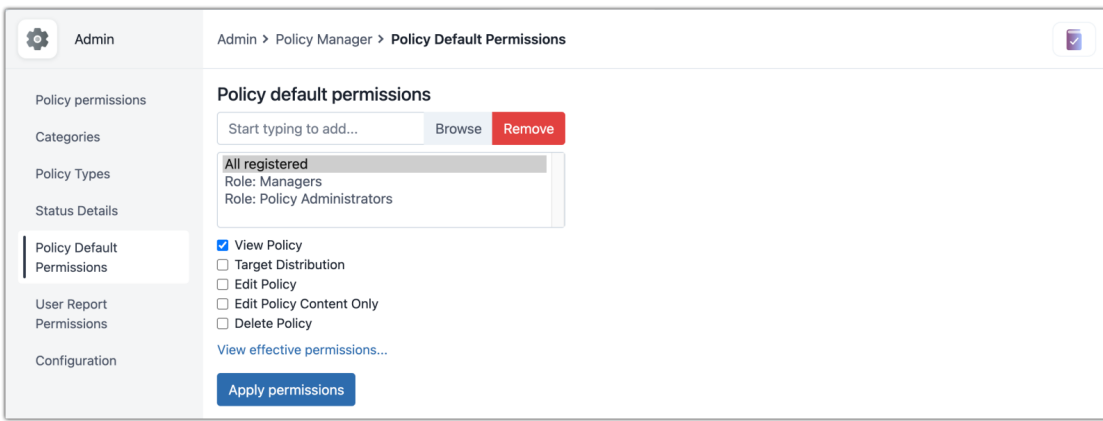 Admin
Admin > Policy Manager > Policy Default Permissions
Policy permissions
Categories
Policy Types
Status Details
Policy Default
Permissions
User Report
Permissions
Configuration
Policy default permissions
Start typing to add...
Browse
Remove
All registered
Role: Managers
Role: Policy Administrators
View Policy
Target Distribution
Edit Policy
Edit Policy Content Only
Delete Policy
View effective permissions...
Apply permissions